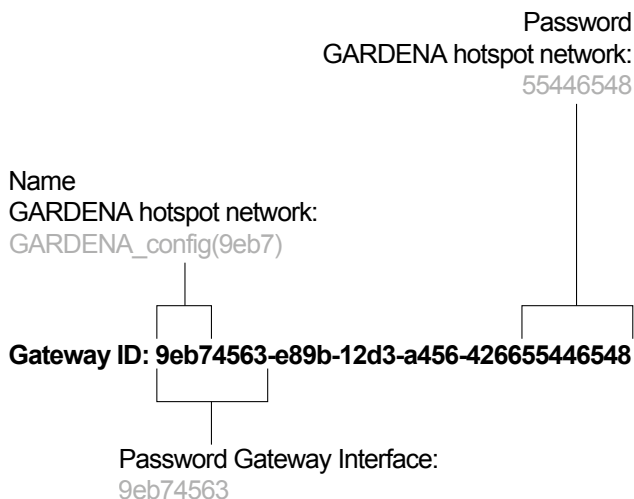 Password
GARDENA hotspot network:
55446548
Name
GARDENA hotspot network:
GARDENA_config(9eb7)
Gateway ID: 9eb74563-e89b-12d3-a456-426655446548
Password Gateway Interface:
9eb74563